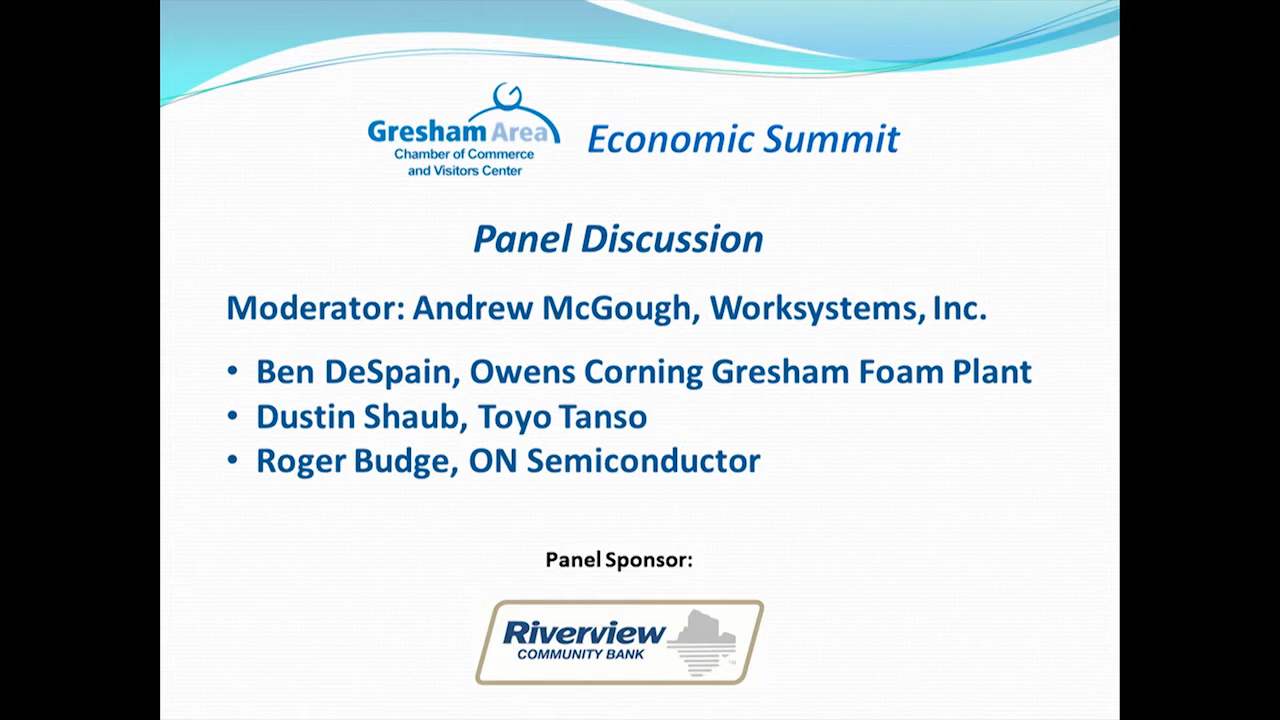 Gresham Area
Chamber of Commerce
and Visitors Center
Economic Summit
Panel Discussion
Moderator: Andrew McGough, Worksystems, Inc.
• Ben DeSpain, Owens Corning Gresham Foam Plant
• Dustin Shaub, Toyo Tanso
• Roger Budge, ON Semiconductor
Panel Sponsor:
Riverview
COMMUNITY BANK
TM